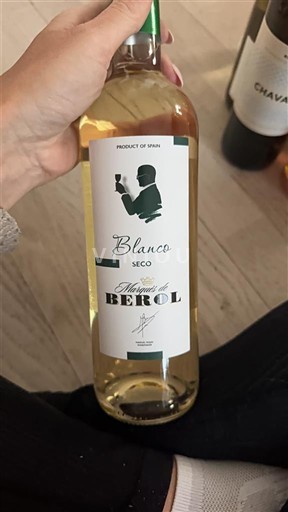 PRODUCT OF SPAIN
Blanco
SECO
Marqués de
BEROL
CHAVA